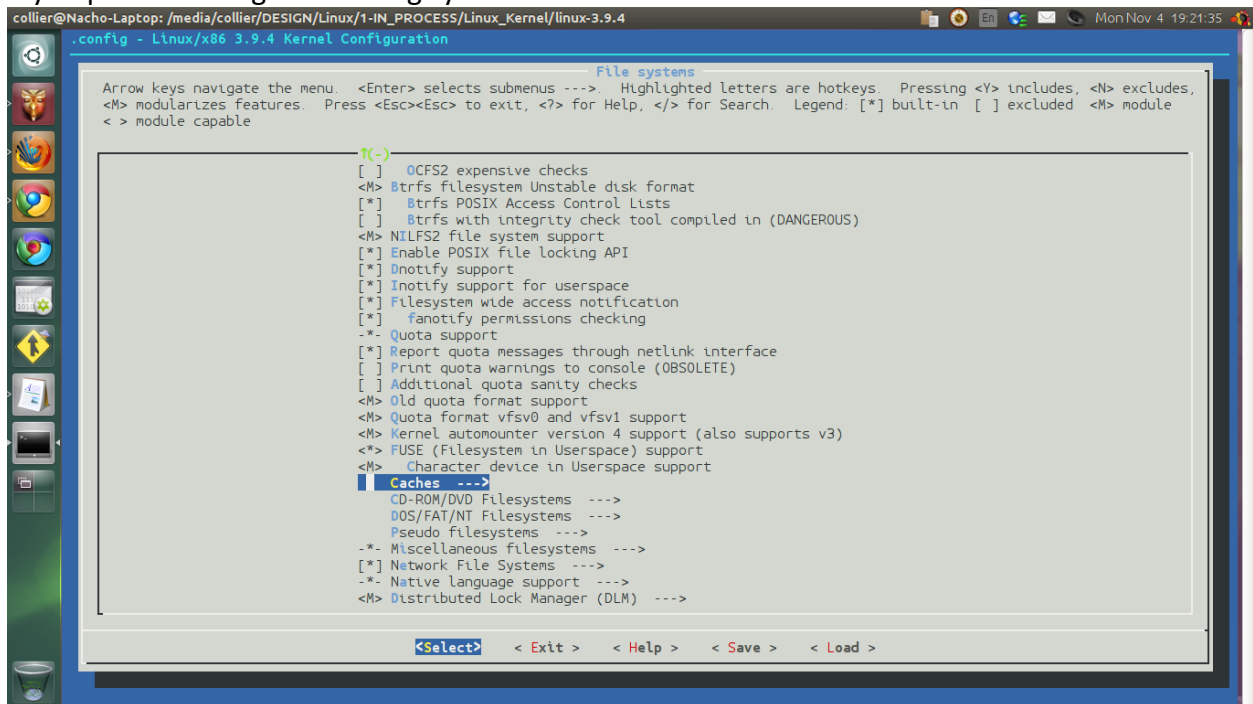 collier@Nacho-Laptop: /media/collier/DESIGN/Linux/1-IN_PROCESS/Linux_Kernel/linux-3.9.4
En
Mon Nov 4 19:21:35
.config - Linux/x86 3.9.4 Kernel Configuration
File systems
Arrow keys navigate the menu. <Enter> selects submenus --->. Highlighted letters are hotkeys. Pressing <Y> includes, <N> excludes,
<M> modularizes features. Press <Esc><Esc> to exit, <?> for Help, </> for Search. Legend: [*] built-in [ ] excluded <M> module
< > module capable
↑(-)
[ ] OCFS2 expensive checks
<M> Btrfs filesystem Unstable disk format
[*] Btrfs POSIX Access Control Lists
[ ] Btrfs with integrity check tool compiled in (DANGEROUS)
<M> NILFS2 file system support
[*] Enable POSIX file locking API
[*] Dnotify support
[*] Inotify support for userspace
[*] Filesystem wide access notification
[*] fanotify permissions checking
-*- Quota support
[*] Report quota messages through netlink interface
[ ] Print quota warnings to console (OBSOLETE)
[ ] Additional quota sanity checks
<M> Old quota format support
<M> Quota format vfsv0 and vfsv1 support
<M> Kernel automounter version 4 support (also supports v3)
<*> FUSE (Filesystem in Userspace) support
<M> Character device in Userspace support
Caches --->
CD-ROM/DVD Filesystems --->
DOS/FAT/NT Filesystems --->
Pseudo filesystems --->
-*- Miscellaneous filesystems --->
[*] Network File Systems --->
-*- Native language support --->
<M> Distributed Lock Manager (DLM) --->
<Select> < Exit > < Help > < Save > < Load >